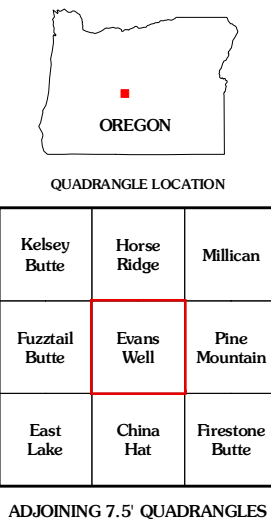 OREGON
QUADRANGLE LOCATION
Kelsey
Butte
Horse
Ridge
Millican
Fuzztail
Butte
Evans
Well
Pine
Mountain
East
Lake
China
Hat
Firestone
Butte
ADJOINING 7.5' QUADRANGLES